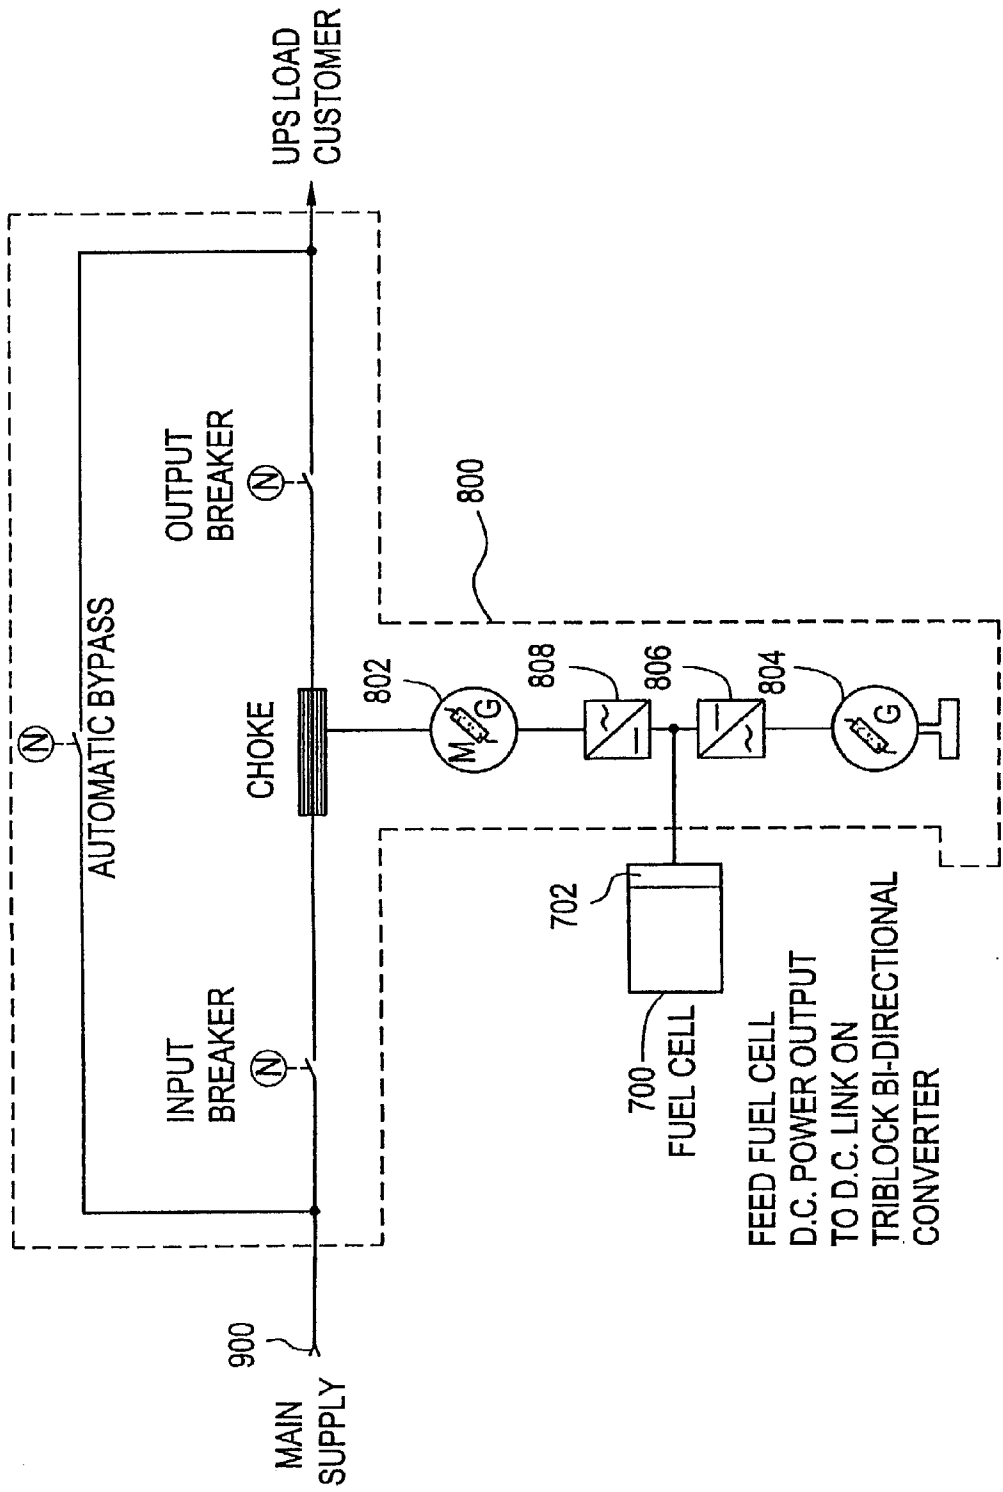 MAIN
SUPPLY
900
INPUT
BREAKER
N
AUTOMATIC BYPASS
N
CHOKE
OUTPUT
BREAKER
N
UPS LOAD
CUSTOMER
800
802
M
G
808
806
804
G
702
700
FUEL CELL
FEED FUEL CELL
D.C. POWER OUTPUT
TO D.C. LINK ON
TRIBLOCK BI-DIRECTIONAL
CONVERTER